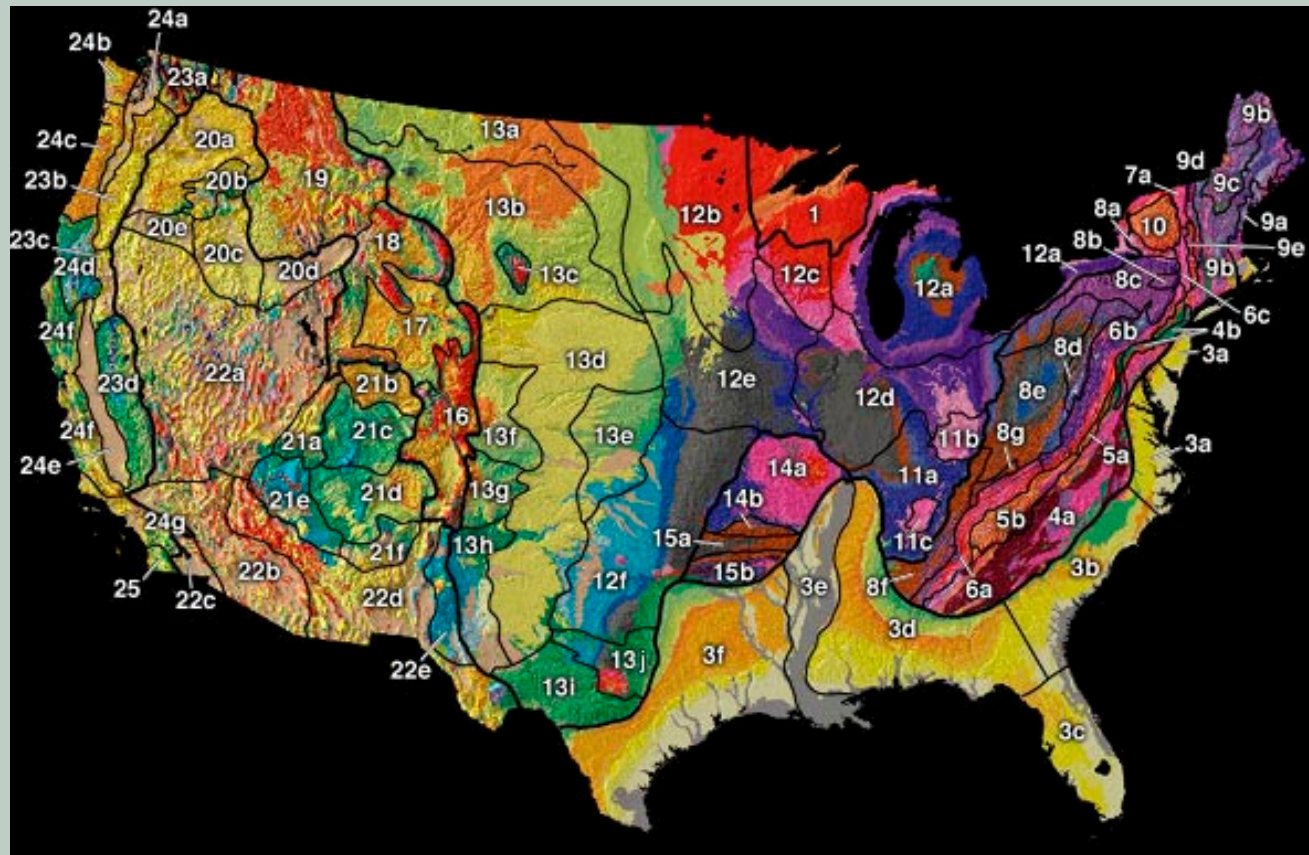 24a
24b
23a
9b
13a
20a
24c
9d
9c
20b
7a
19
23b
13b
12b
1
8a
10
9a
20e
18
8b
9e
23c
20c
13c
12a
24d
20d
12c
12a
8c
9b
6c
17
6b
4b
24f
13d
8d
3a
22a
23d
12e
12d
8e
21b
16
21c
13f
13e
11b
24f
21a
8g
3a
24e
14a
11a
5a
21e
21d
13g
14b
5b
4a
24g
21f
13h
15a
11c
25
22b
12f
15b
3e
8f
6a
3b
22c
22d
3d
22e
13j
3f
13i
3c